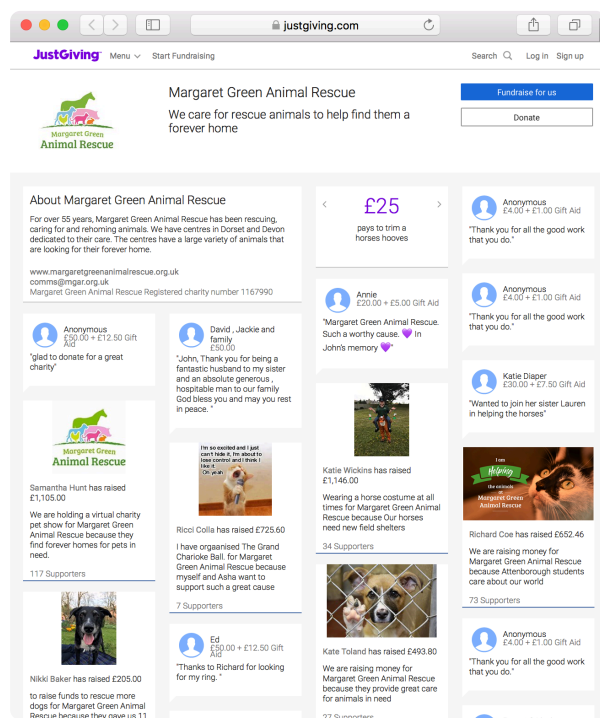 justgiving.com
JustGiving
Menu
Start Fundraising
Search
Log in
Sign up
Margaret Green
Animal Rescue
Margaret Green Animal Rescue
We care for rescue animals to help find them a
forever home
Fundraise for us
Donate
About Margaret Green Animal Rescue
For over 55 years, Margaret Green Animal Rescue has been rescuing,
caring for and rehoming animals. We have centres in Dorset and Devon
dedicated to their care. The centres have a large variety of animals that
are looking for their forever home.
www.margaretgreenanimalrescue.org.uk
comms@mgar.org.uk
Margaret Green Animal Rescue Registered charity number 1167990
Anonymous
£50.00 + £12.50 Gift
Aid
"glad to donate for a great
charity"
Margaret Green
Animal Rescue
Samantha Hunt has raised
£1,105.00
We are holding a virtual charity
pet show for Margaret Green
Animal Rescue because they
find forever homes for pets in
need.
117 Supporters
Nikki Baker has raised £205.00
to raise funds to rescue more
dogs for Margaret Green Animal
Rescue because they gave us 11
David , Jackie and
family
£50.00
"John, Thank you for being a
fantastic husband to my sister
and an absolute generous ,
hospitable man to our family
God bless you and may you rest
in peace. "
I'm so excited and I just
can't hide it, I'm about to
lose control and I think I
like it
Oh yeah
Ricci Colla has raised £725.60
I have orgaanised The Grand
Charioke Ball. for Margaret
Green Animal Rescue because
myself and Asha want to
support such a great cause
7 Supporters
Ed
£50.00 + £12.50 Gift
Aid
"Thanks to Richard for looking
for my ring. "
£25
pays to trim a
horses hooves
Annie
£20.00 + £5.00 Gift Aid
"Margaret Green Animal Rescue.
Such a worthy cause. 💜 In
John's memory 💜"
Katie Wickins has raised
£1,146.00
Wearing a horse costume at all
times for Margaret Green Animal
Rescue because Our horses
need new field shelters
34 Supporters
Kate Toland has raised £493.80
We are raising money for
Margaret Green Animal Rescue
because they provide great care
for animals in need
27 Supporters
Anonymous
£4.00 + £1.00 Gift Aid
"Thank you for all the good work
that you do."
Anonymous
£4.00 + £1.00 Gift Aid
"Thank you for all the good work
that you do."
Katie Diaper
£30.00 + £7.50 Gift Aid
"Wanted to join her sister Lauren
in helping the horses"
I am
Helping
the animals
at
Margaret Green
Animal Rescue
Richard Coe has raised £652.46
We are raising money for
Margaret Green Animal Rescue
because Attenborough students
care about our world
73 Supporters
Anonymous
£4.00 + £1.00 Gift Aid
"Thank you for all the good work
that you do."